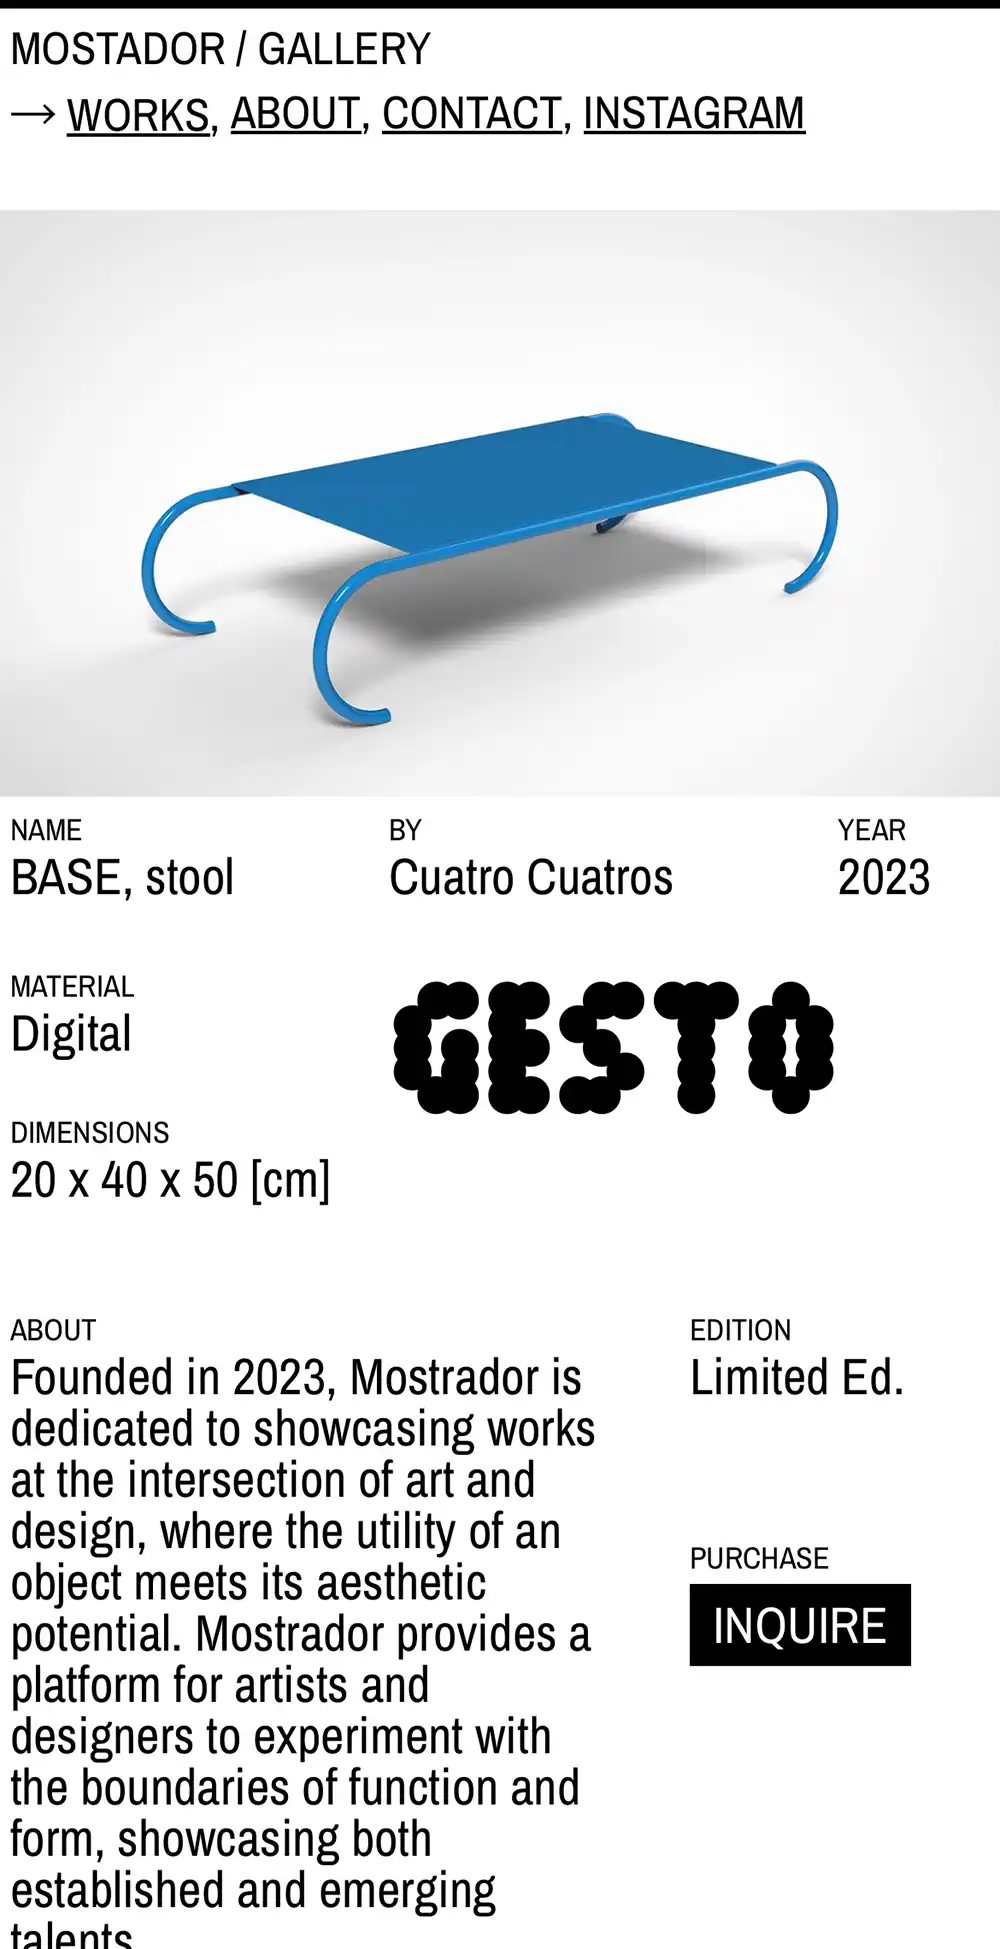 MOSTADOR / GALLERY
→ WORKS, ABOUT, CONTACT, INSTAGRAM
NAME
BASE, stool
BY
Cuatro Cuatros
YEAR
2023
MATERIAL
Digital
GESTO
DIMENSIONS
20 x 40 x 50 [cm]
ABOUT
Founded in 2023, Mostrador is
dedicated to showcasing works
at the intersection of art and
design, where the utility of an
object meets its aesthetic
potential. Mostrador provides a
platform for artists and
designers to experiment with
the boundaries of function and
form, showcasing both
established and emerging
talents.
EDITION
Limited Ed.
PURCHASE
INQUIRE